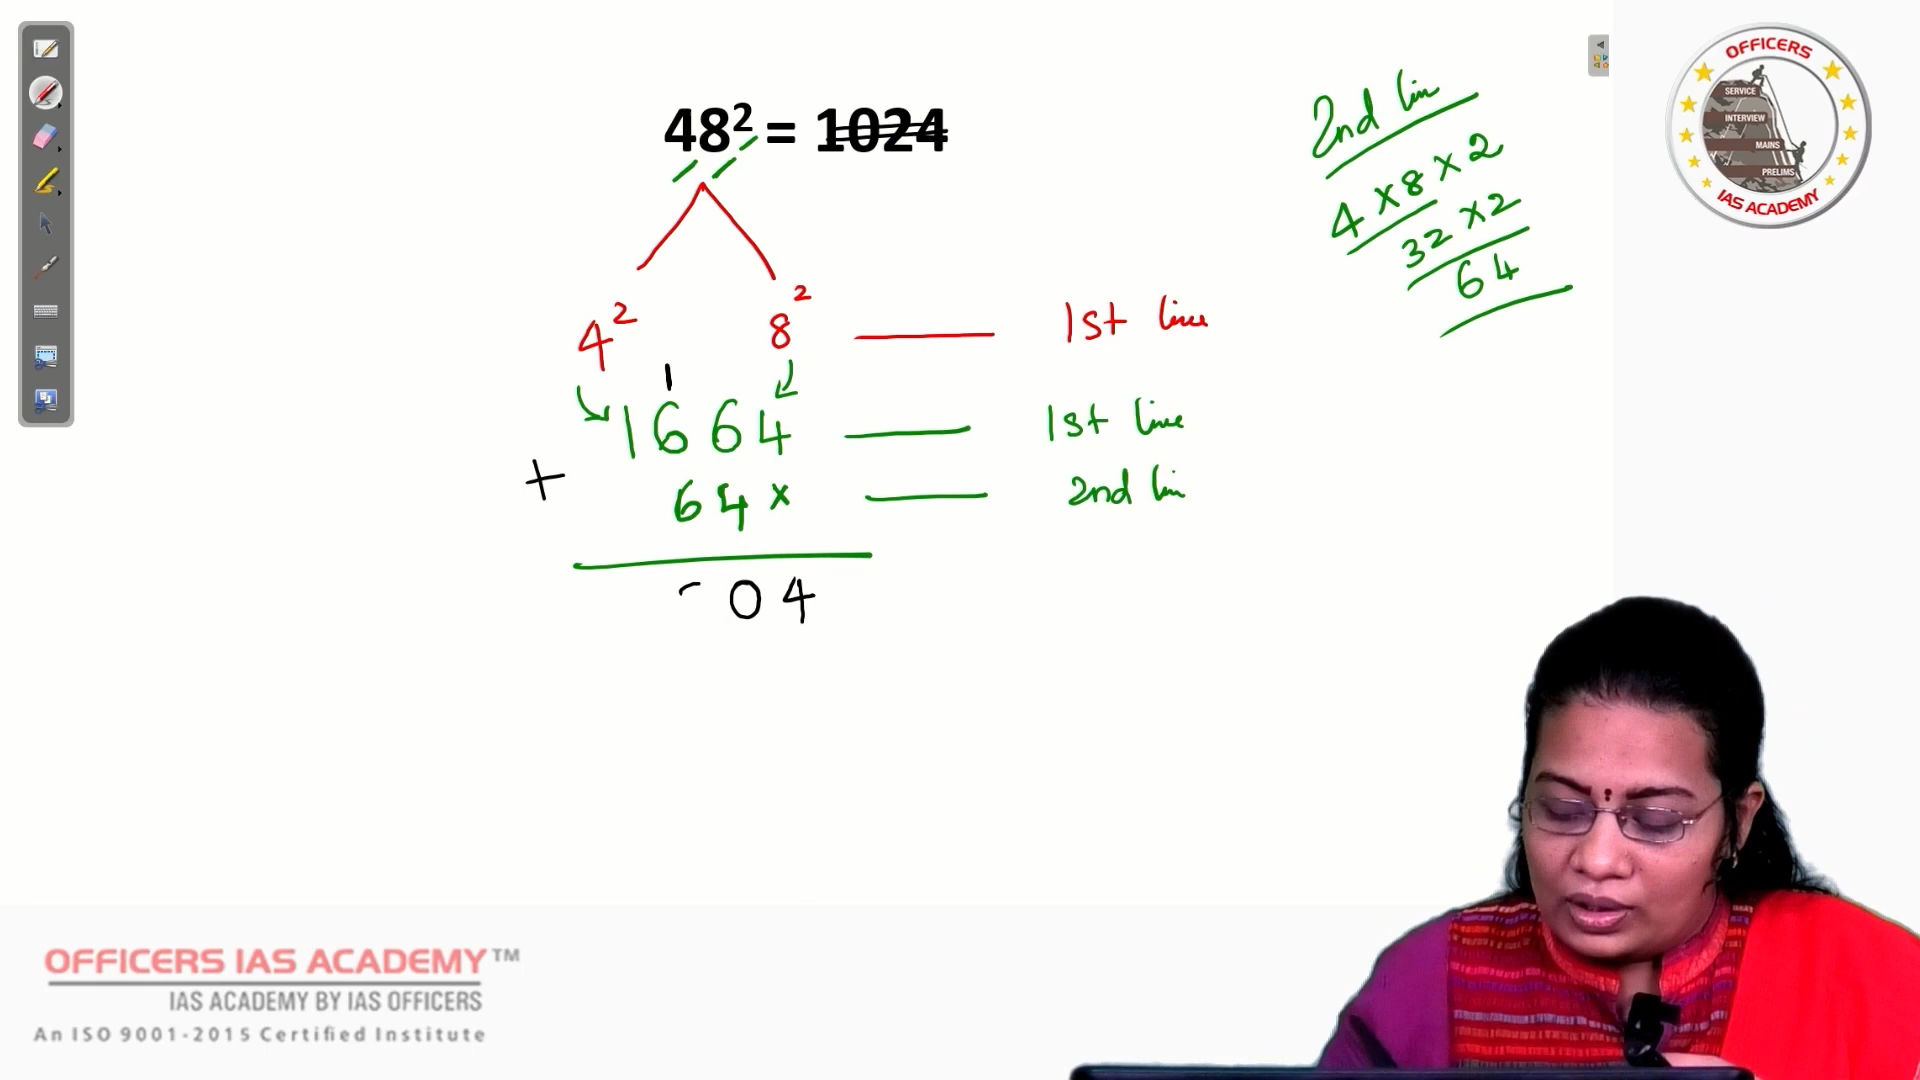 48² = 1024
4² 8² 1st line
1
1664 1st line
+ 64× 2nd lin
04
2nd lin
4×8×2
32×2
64
OFFICERS
SERVICE
INTERVIEW
MAINS
PRELIMS
IAS ACADEMY
OFFICERS IAS ACADEMY™
IAS ACADEMY BY IAS OFFICERS
An ISO 9001-2015 Certified Institute